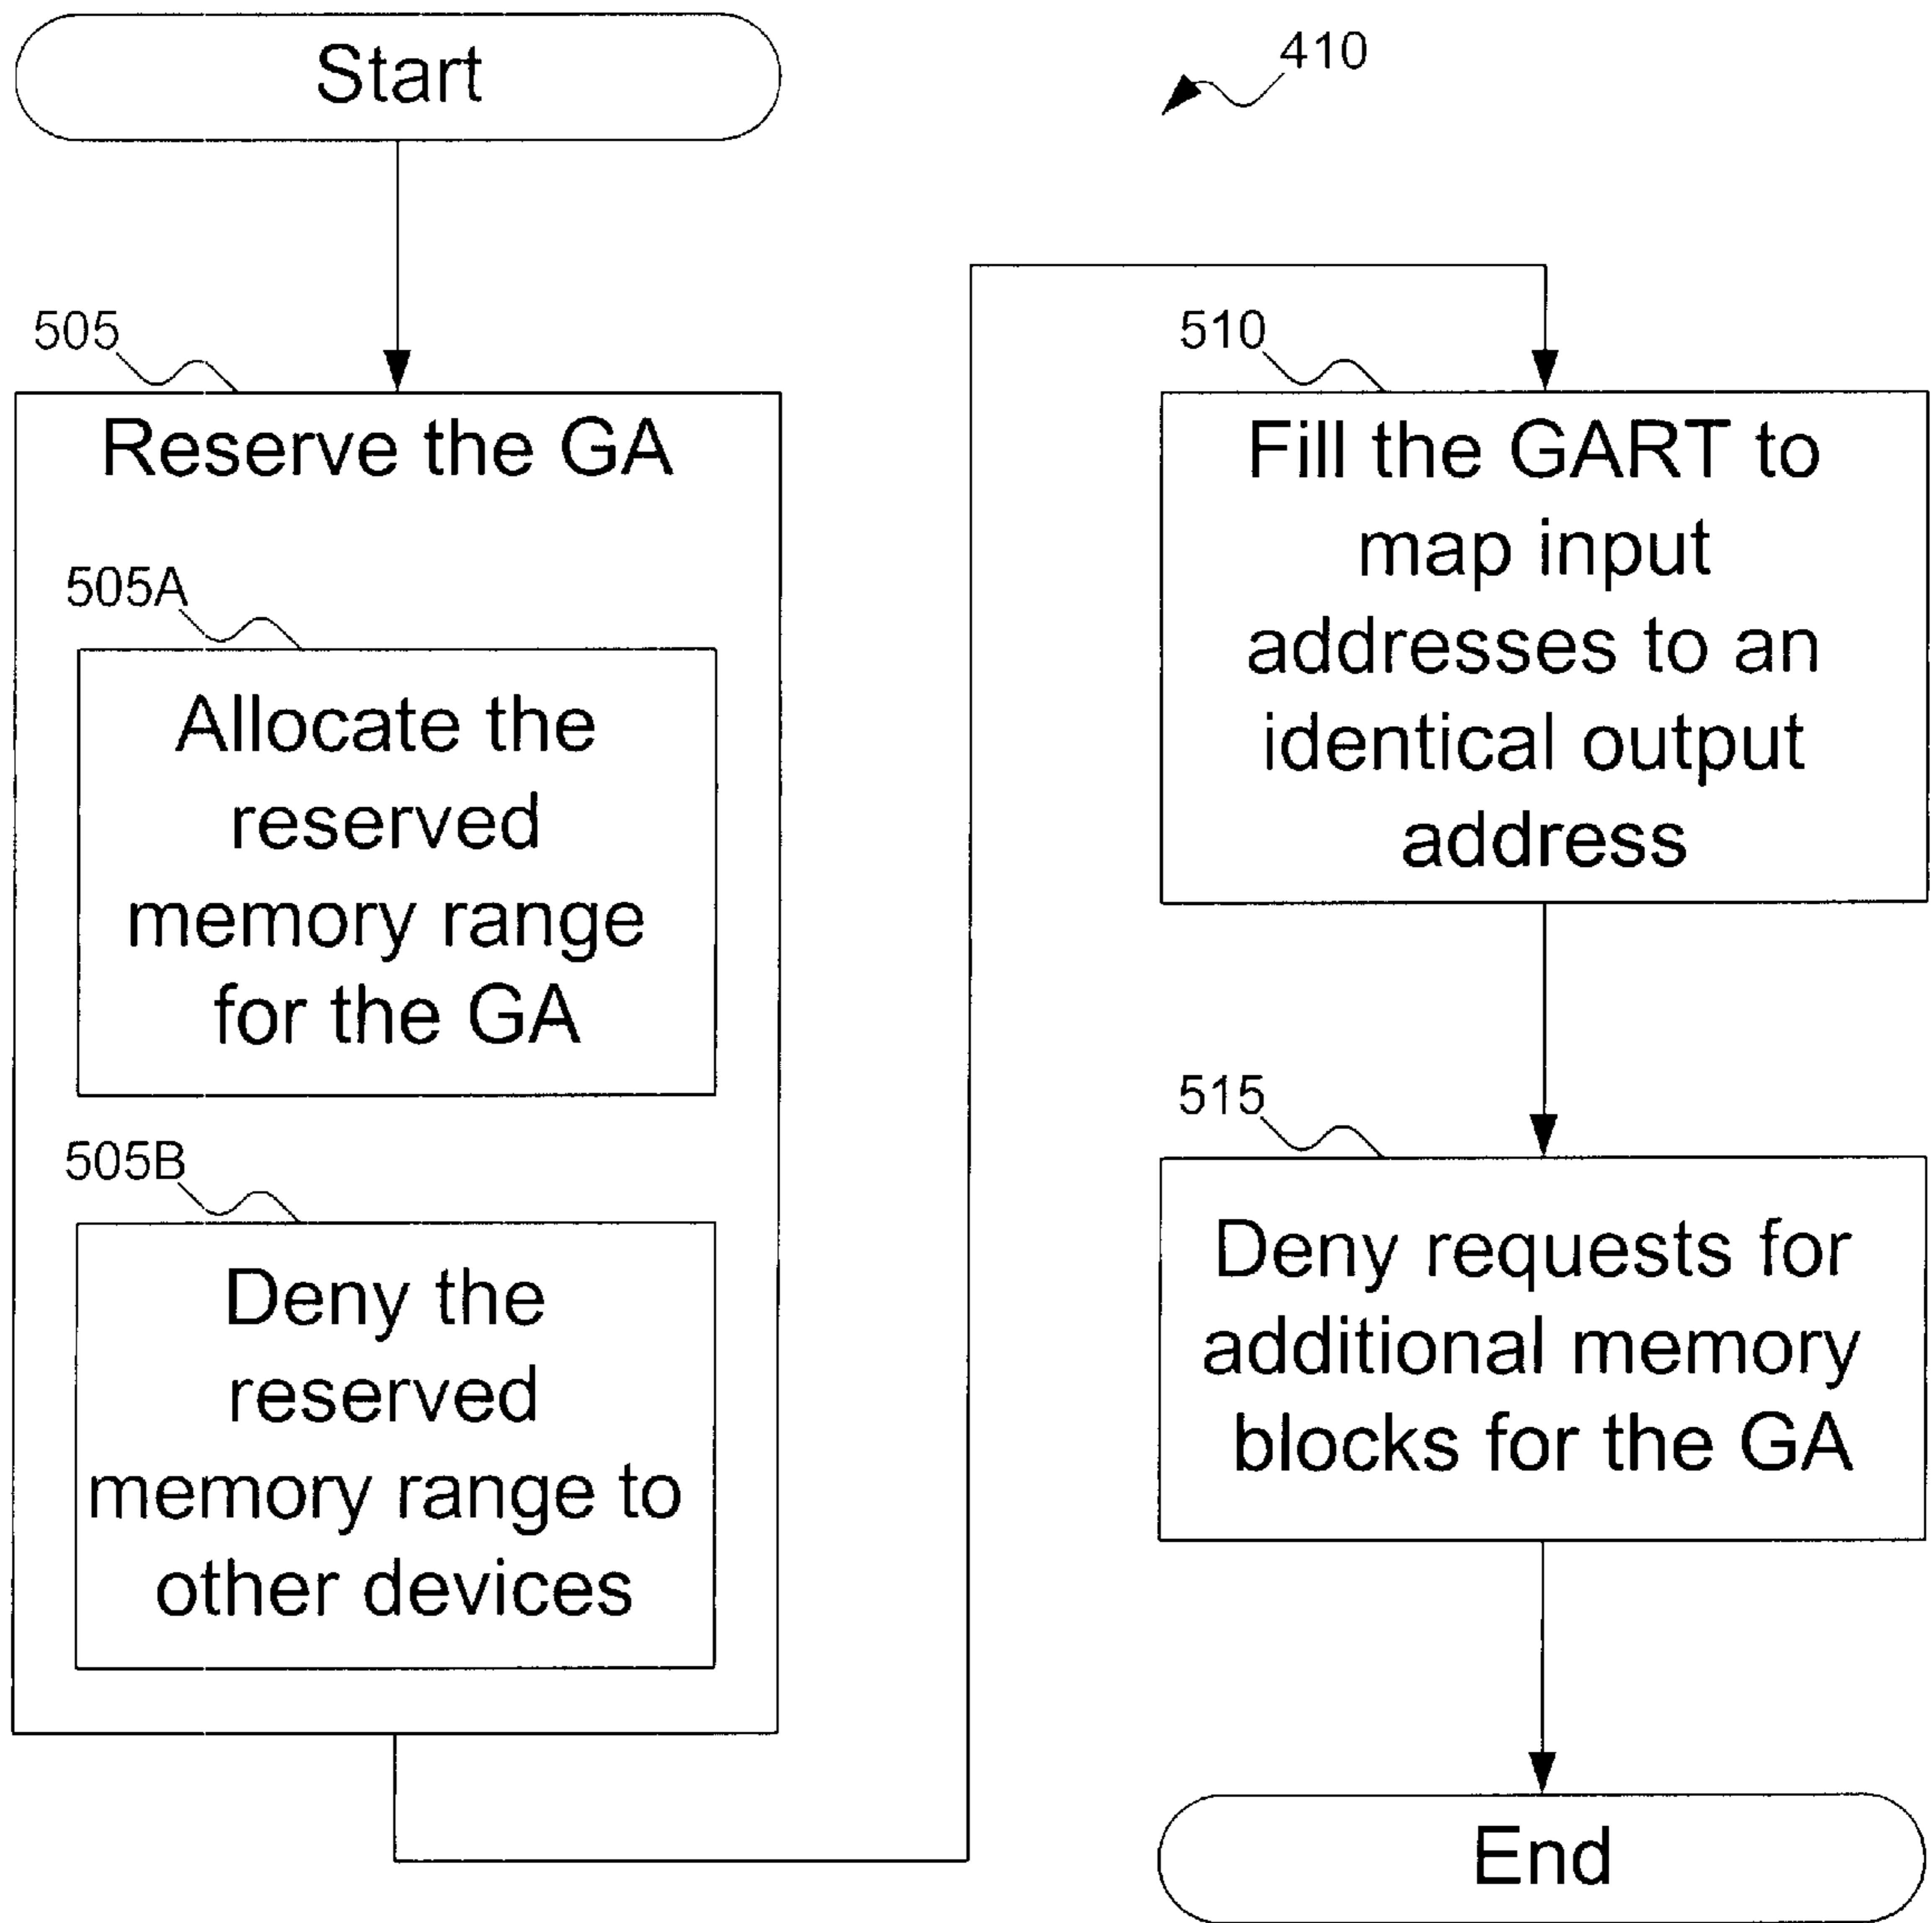 Start
410
505
Reserve the GA
505A
Allocate the
reserved
memory range
for the GA
505B
Deny the
reserved
memory range to
other devices
510
Fill the GART to
map input
addresses to an
identical output
address
515
Deny requests for
additional memory
blocks for the GA
End